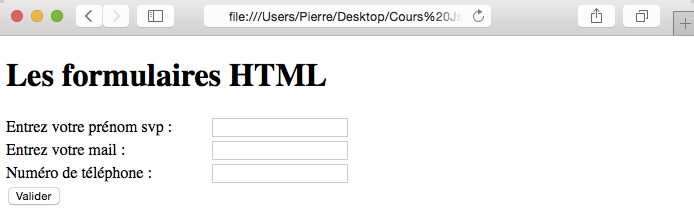 file:///Users/Pierre/Desktop/Cours%20Js
Les formulaires HTML
Entrez votre prénom svp :
Entrez votre mail :
Numéro de téléphone :
Valider